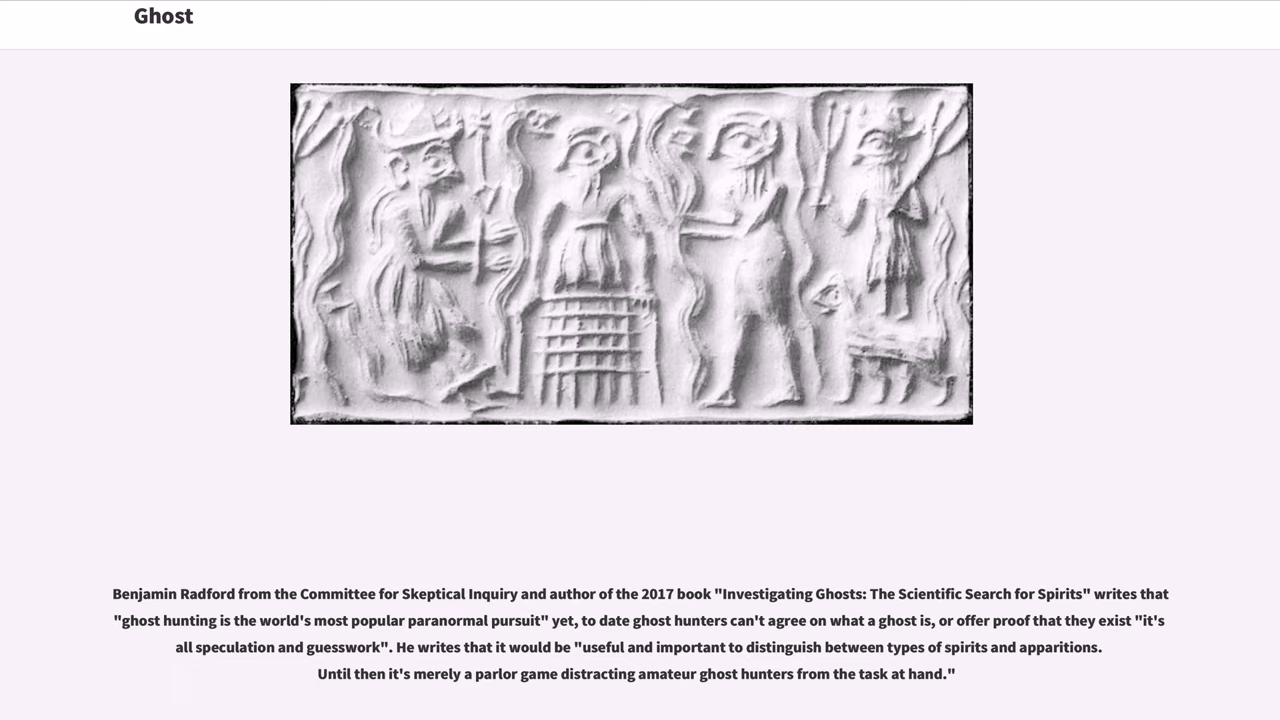 Ghost
Benjamin Radford from the Committee for Skeptical Inquiry and author of the 2017 book "Investigating Ghosts: The Scientific Search for Spirits" writes that
"ghost hunting is the world's most popular paranormal pursuit" yet, to date ghost hunters can't agree on what a ghost is, or offer proof that they exist "it's
all speculation and guesswork". He writes that it would be "useful and important to distinguish between types of spirits and apparitions.
Until then it's merely a parlor game distracting amateur ghost hunters from the task at hand."